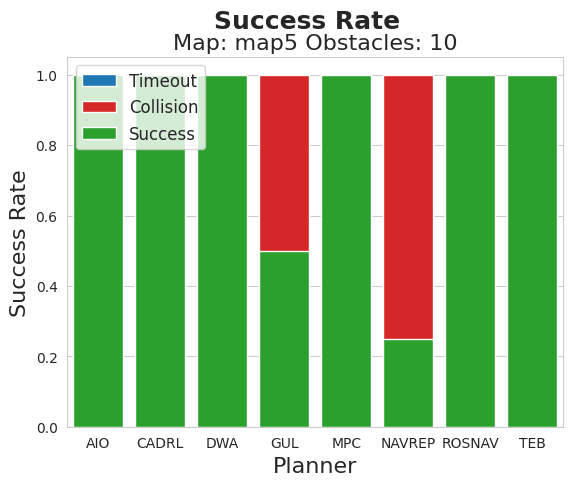 Success Rate
Map: map5 Obstacles: 10
Timeout
Collision
Success
Success Rate
1.0
0.8
0.6
0.4
0.2
0.0
AIO CADRL DWA GUL MPC NAVREP ROSNAV TEB
Planner